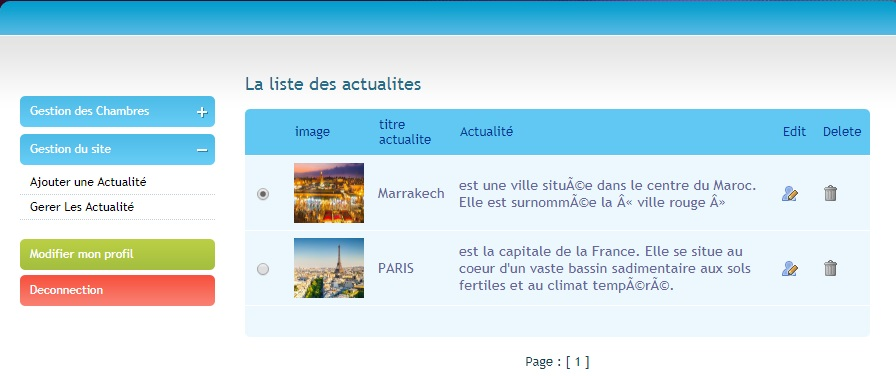 La liste des actualites
Gestion des Chambres
Gestion du site
Ajouter une Actualité
Gerer Les Actualité
Modifier mon profil
Deconnection
image
titre
actualite
Actualité
Edit
Delete
Marrakech
est une ville situÃ©e dans le centre du Maroc.
Elle est surnommÃ©e la Â« ville rouge Â»
PARIS
est la capitale de la France. Elle se situe au
coeur d'un vaste bassin sadimentaire aux sols
fertiles et au climat tempÃ©rÃ©.
Page : [ 1 ]